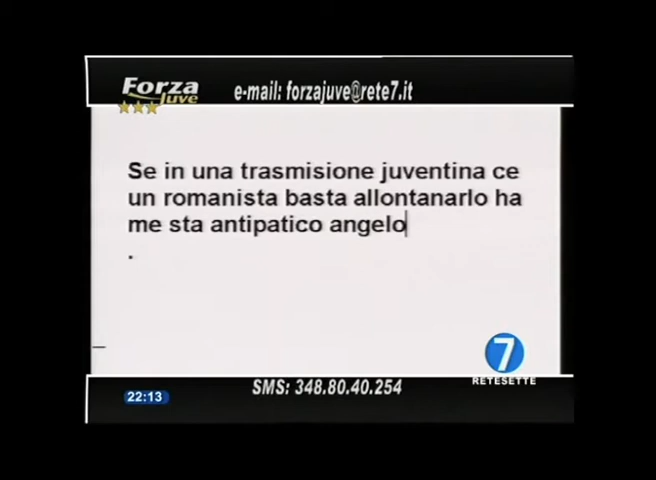 Forza
Juve
e-mail: forzajuve@rete7.it
Se in una trasmisione juventina ce
un romanista basta allontanarlo ha
me sta antipatico angelo
.
7
RETESETTE
22:13
SMS: 348.80.40.254